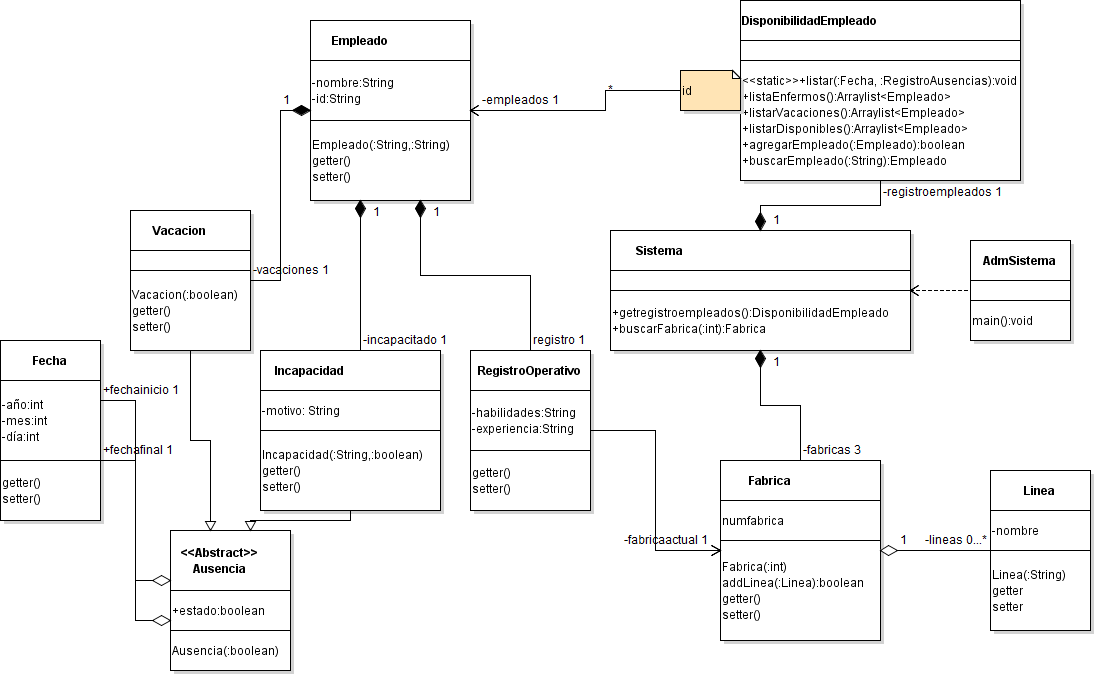 DisponibilidadEmpleado
<<static>>+listar(:Fecha, :RegistroAusencias):void
+listaEnfermos():Arraylist<Empleado>
+listarVacaciones():Arraylist<Empleado>
+listarDisponibles():Arraylist<Empleado>
+agregarEmpleado(:Empleado):boolean
+buscarEmpleado(:String):Empleado
Empleado
-nombre:String
-id:String
Empleado(:String,:String)
getter()
setter()
id
*
-empleados 1
1
1
1
-registroempleados 1
1
Vacacion
Vacacion(:boolean)
getter()
setter()
-vacaciones 1
Sistema
+getregistroempleados():DisponibilidadEmpleado
+buscarFabrica(:int):Fabrica
AdmSistema
main():void
1
Fecha
-año:int
-mes:int
-día:int
getter()
setter()
+fechainicio 1
+fechafinal 1
-incapacitado 1
Incapacidad
-motivo: String
Incapacidad(:String,:boolean)
getter()
setter()
registro 1
RegistroOperativo
-habilidades:String
-experiencia:String
getter()
setter()
-fabricas 3
-fabricaactual 1
Fabrica
numfabrica
Fabrica(:int)
addLinea(:Linea):boolean
getter()
setter()
1
-lineas 0...*
Linea
-nombre
Linea(:String)
getter
setter
<<Abstract>>
Ausencia
+estado:boolean
Ausencia(:boolean)